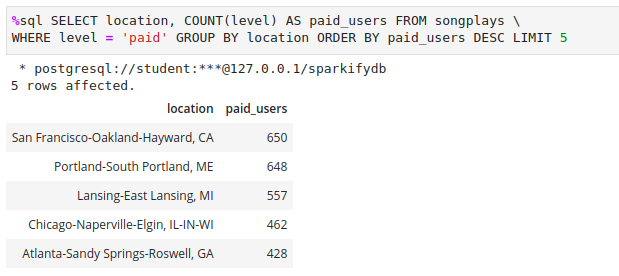 %sql SELECT location, COUNT(level) AS paid_users FROM songplays \
WHERE level = 'paid' GROUP BY location ORDER BY paid_users DESC LIMIT 5
* postgresql://student:***@127.0.0.1/sparkifydb
5 rows affected.
location paid_users
San Francisco-Oakland-Hayward, CA 650
Portland-South Portland, ME 648
Lansing-East Lansing, MI 557
Chicago-Naperville-Elgin, IL-IN-WI 462
Atlanta-Sandy Springs-Roswell, GA 428